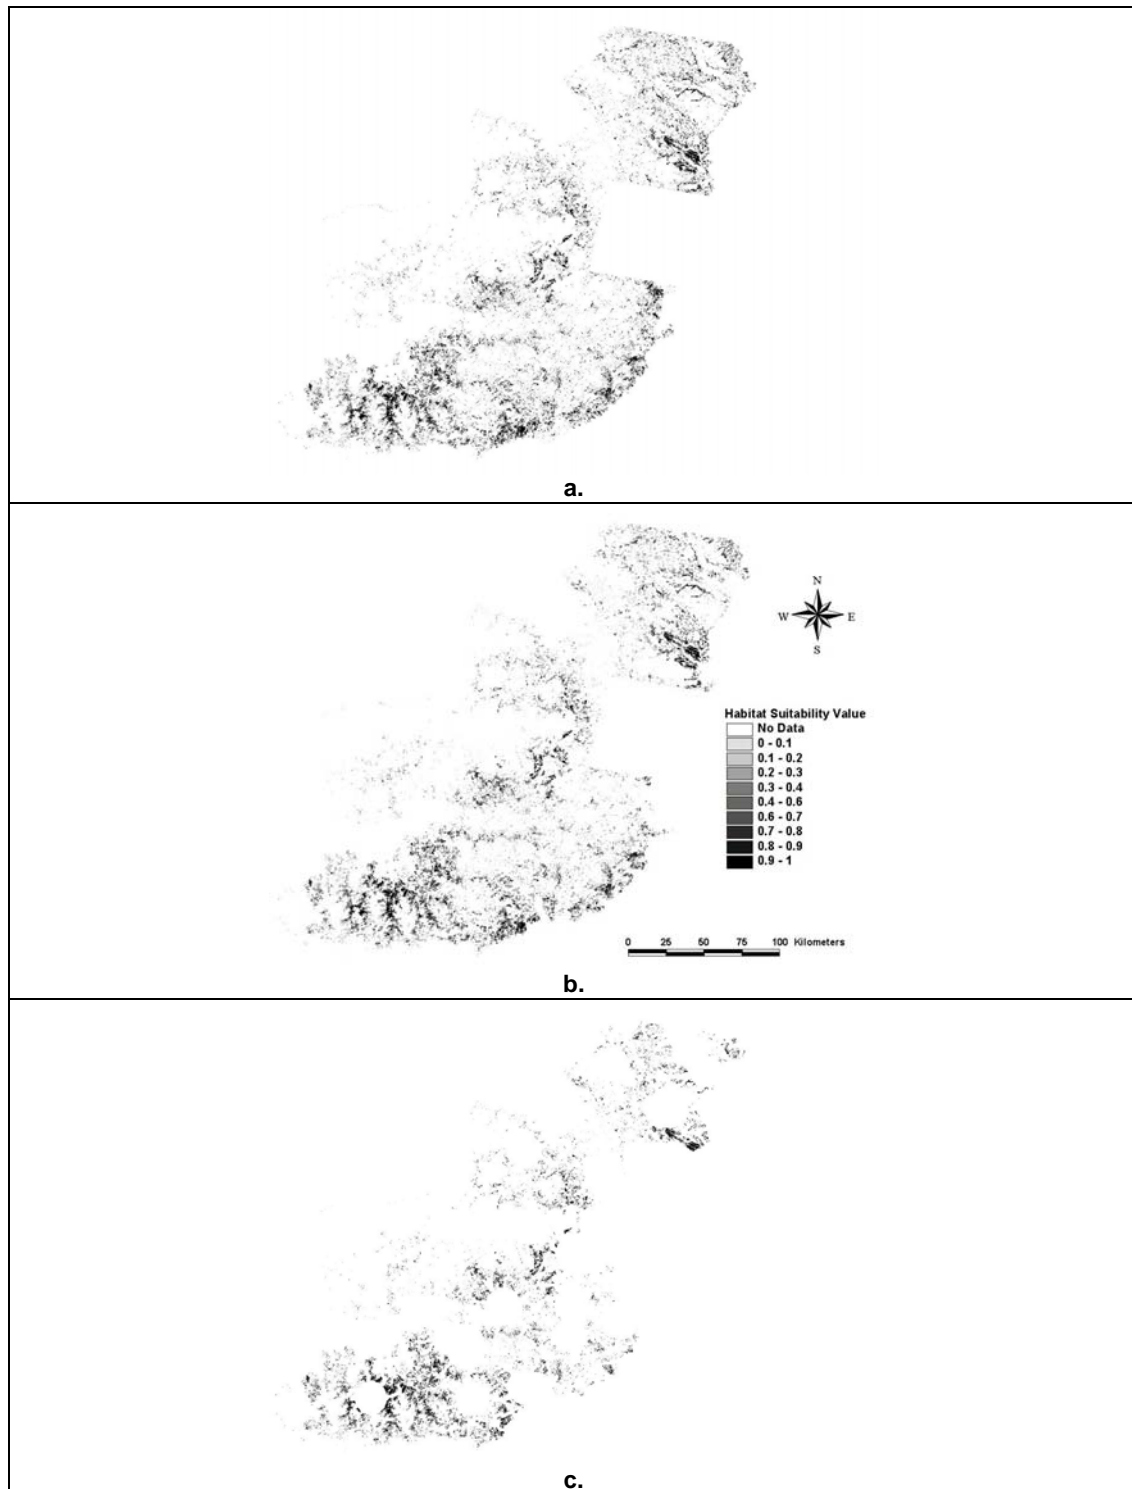 a.
N
W E
S
Habitat Suitability Value
No Data
0 - 0.1
0.1 - 0.2
0.2 - 0.3
0.3 - 0.4
0.4 - 0.6
0.6 - 0.7
0.7 - 0.8
0.8 - 0.9
0.9 - 1
0 25 50 75 100 Kilometers
b.
c.